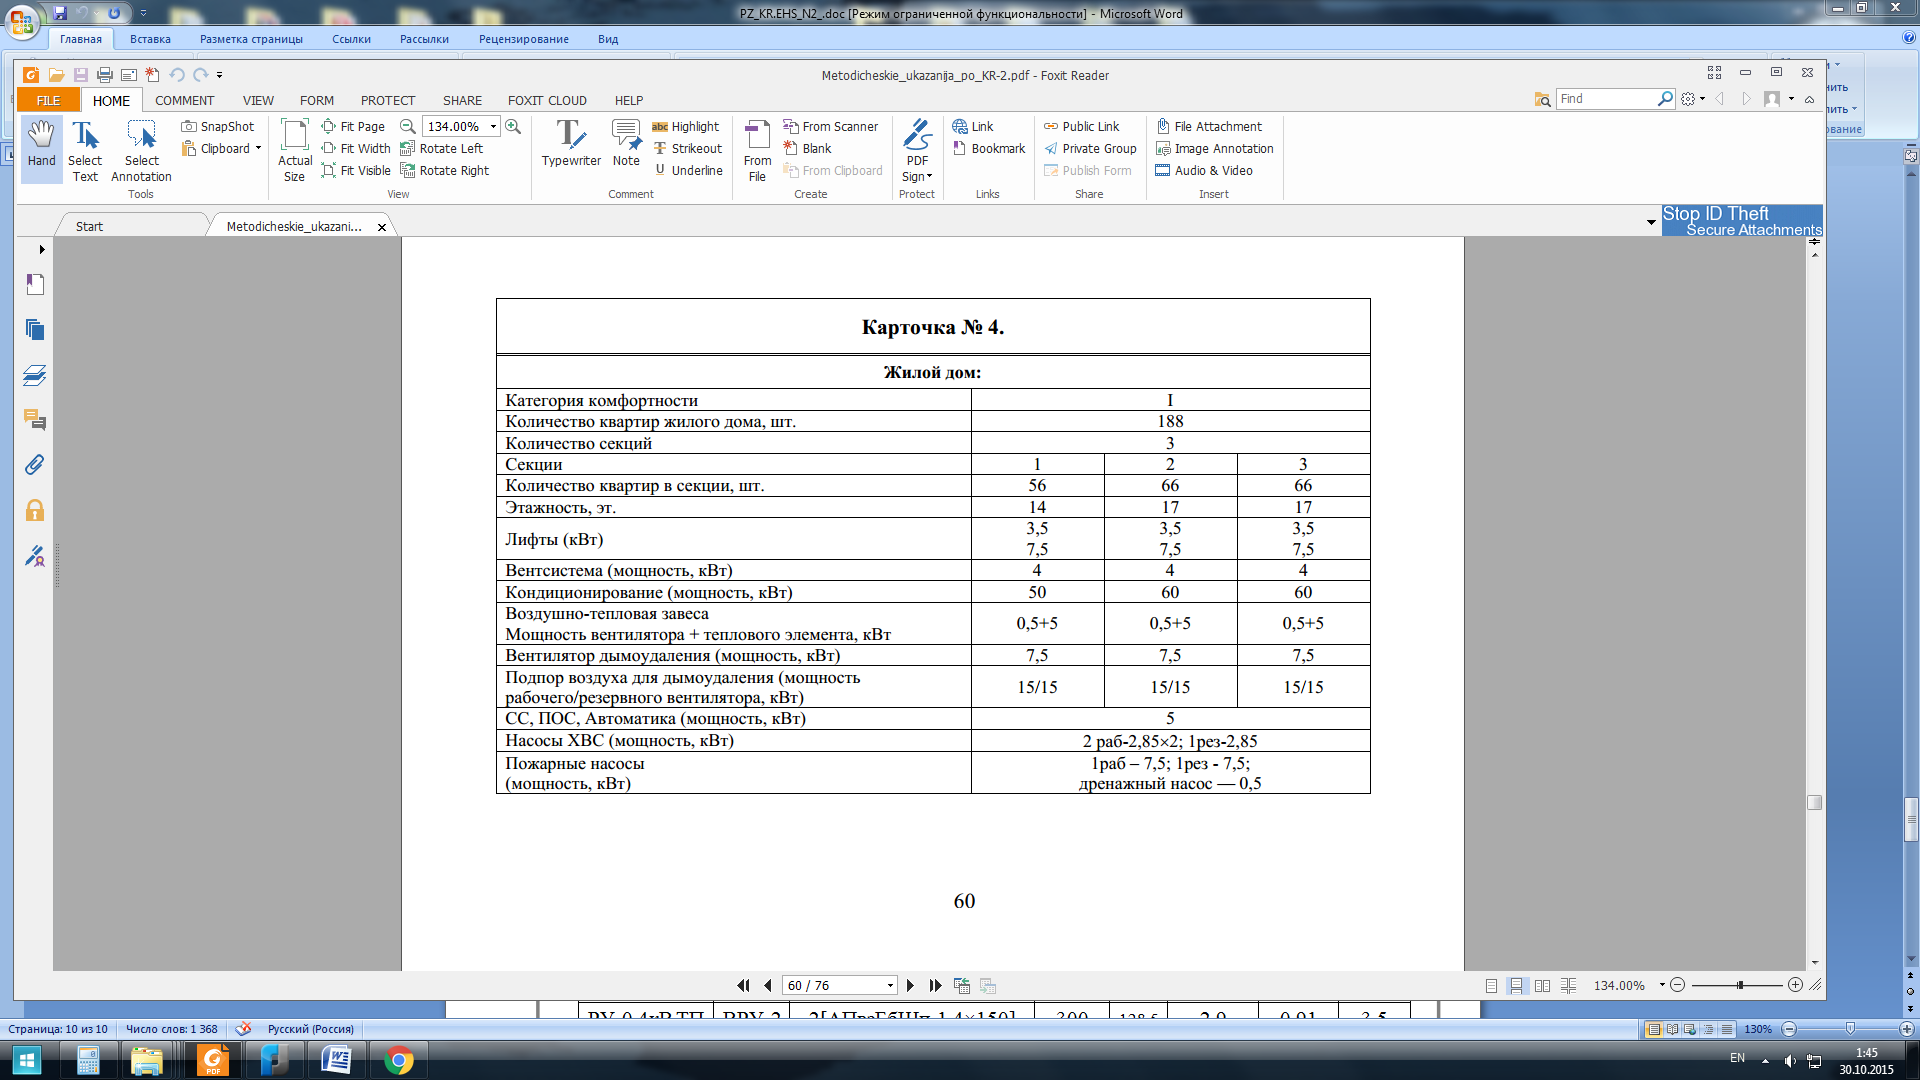 PZ_KR.EHS_N2_.doc [Режим ограниченной функциональности] - Microsoft Word
Главная Вставка Разметка страницы Ссылки Рассылки Рецензирование Вид
Metodicheskie_ukazanija_po_KR-2.pdf - Foxit Reader
FILE HOME COMMENT VIEW FORM PROTECT SHARE FOXIT CLOUD HELP
Find
Hand
Select Text
Select Annotation
SnapShot
Clipboard
Tools
Actual Size
Fit Page
Fit Width
Fit Visible
134.00%
Rotate Left
Rotate Right
View
Typewriter
Note
Highlight
Strikeout
Underline
Comment
From File
From Scanner
Blank
From Clipboard
Create
PDF Sign
Protect
Link
Bookmark
Links
Public Link
Private Group
Publish Form
Share
File Attachment
Image Annotation
Audio & Video
Insert
Start
Metodicheskie_ukazani...
Stop ID Theft
Secure Attachments
Карточка № 4.
Жилой дом:
Категория комфортности I
Количество квартир жилого дома, шт. 188
Количество секций 3
Секции 1 2 3
Количество квартир в секции, шт. 56 66 66
Этажность, эт. 14 17 17
Лифты (кВт) 3,5 3,5 3,5
7,5 7,5 7,5
Вентсистема (мощность, кВт) 4 4 4
Кондиционирование (мощность, кВт) 50 60 60
Воздушно-тепловая завеса
Мощность вентилятора + теплового элемента, кВт 0,5+5 0,5+5 0,5+5
Вентилятор дымоудаления (мощность, кВт) 7,5 7,5 7,5
Подпор воздуха для дымоудаления (мощность
рабочего/резервного вентилятора, кВт) 15/15 15/15 15/15
СС, ПОС, Автоматика (мощность, кВт) 5
Насосы ХВС (мощность, кВт) 2 раб-2,85×2; 1рез-2,85
Пожарные насосы 1раб – 7,5; 1рез - 7,5;
(мощность, кВт) дренажный насос — 0,5
60
60 / 76
134.00%
Страница: 10 из 10 Число слов: 1 368 Русский (Россия)
130%
EN
1:45
30.10.2015